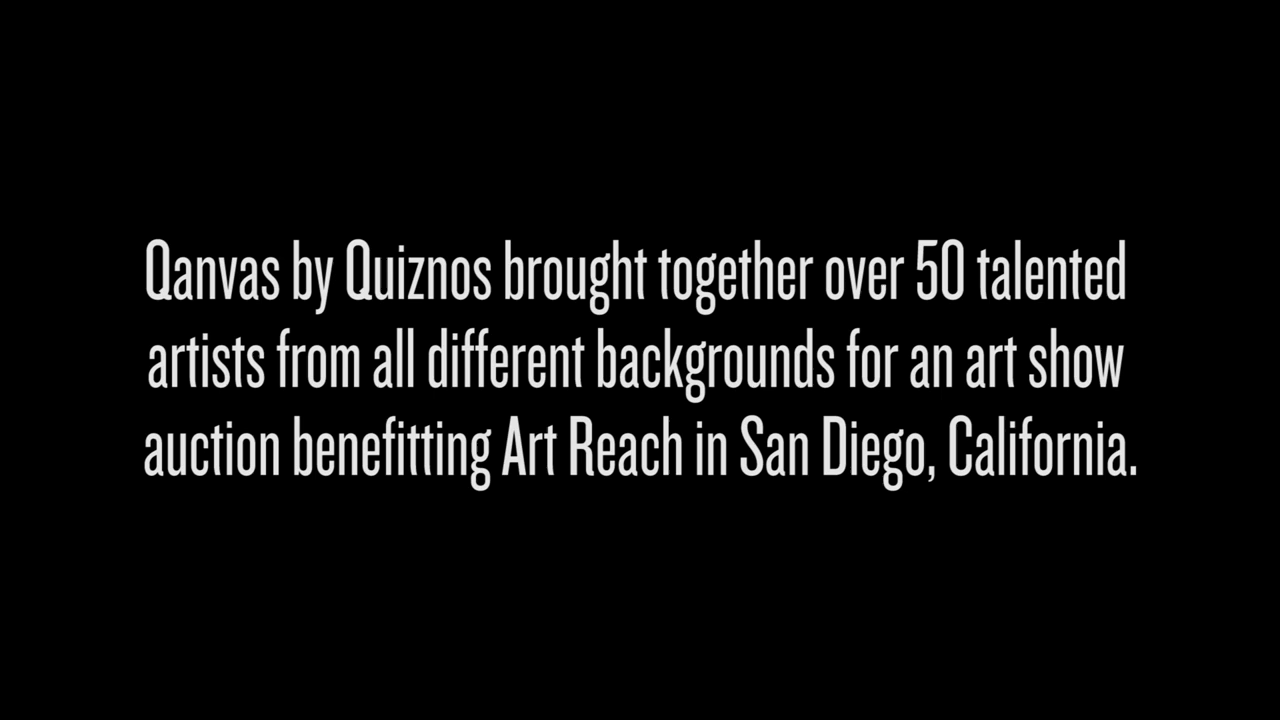 Qanvas by Quiznos brought together over 50 talented
artists from all different backgrounds for an art show
auction benefitting Art Reach in San Diego, California.